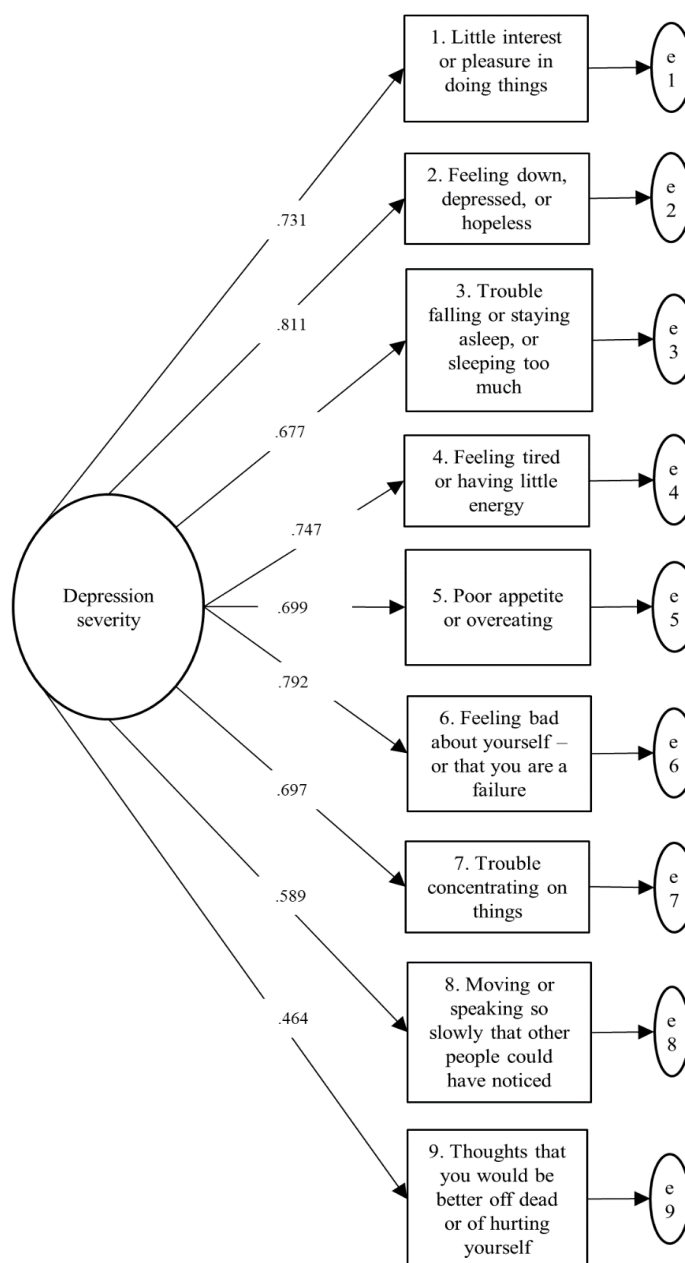 1. Little interest
or pleasure in
doing things
e
1
.731
2. Feeling down,
depressed, or
hopeless
e
2
.811
3. Trouble
falling or staying
asleep, or
sleeping too
much
e
3
.677
4. Feeling tired
or having little
energy
e
4
.747
Depression
severity
.699
5. Poor appetite
or overeating
e
5
.792
6. Feeling bad
about yourself –
or that you are a
failure
e
6
.697
7. Trouble
concentrating on
things
e
7
.589
8. Moving or
speaking so
slowly that other
people could
have noticed
e
8
.464
9. Thoughts that
you would be
better off dead
or of hurting
yourself
e
9